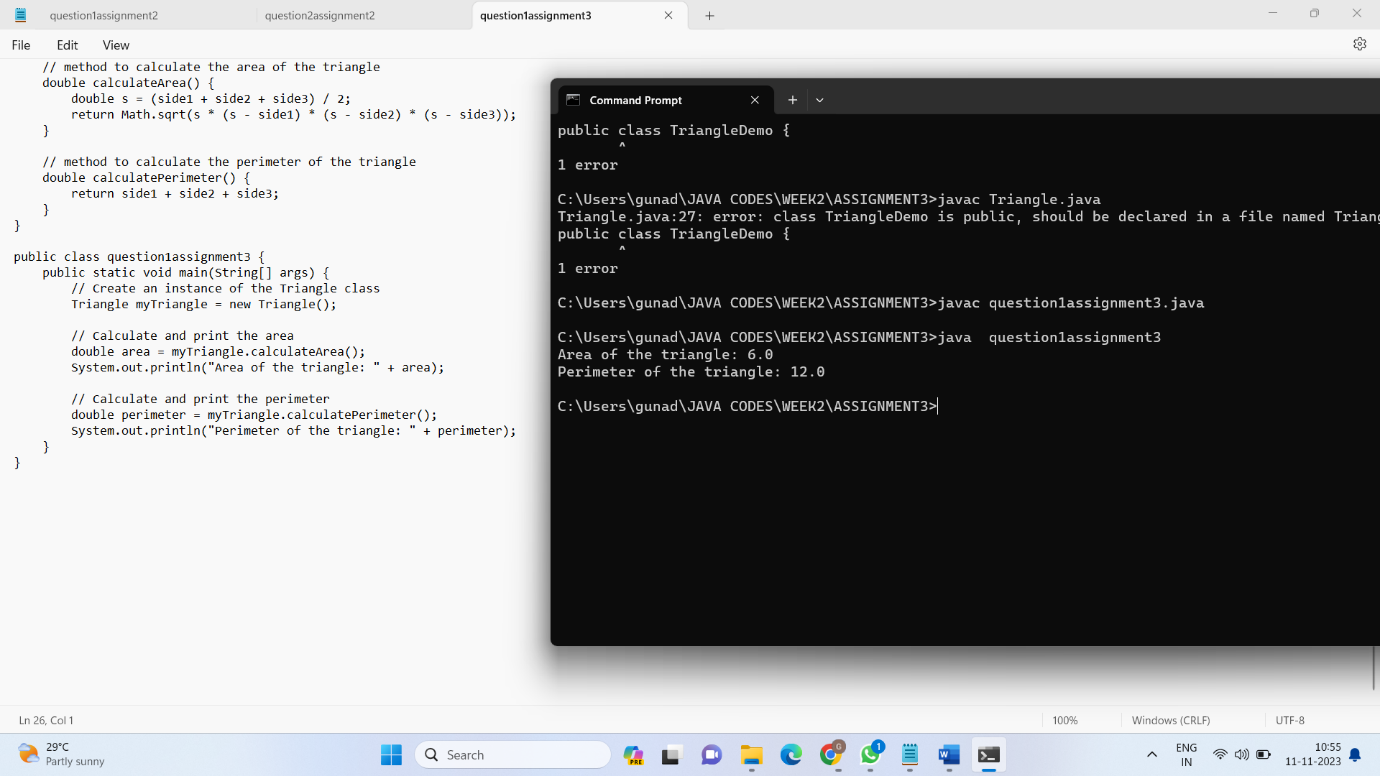 question1assignment2
question2assignment2
question1assignment3
File
Edit
View
// method to calculate the area of the triangle
double calculateArea() {
double s = (side1 + side2 + side3) / 2;
return Math.sqrt(s * (s - side1) * (s - side2) * (s - side3));
}
// method to calculate the perimeter of the triangle
double calculatePerimeter() {
return side1 + side2 + side3;
}
}
public class question1assignment3 {
public static void main(String[] args) {
// Create an instance of the Triangle class
Triangle myTriangle = new Triangle();
// Calculate and print the area
double area = myTriangle.calculateArea();
System.out.println("Area of the triangle: " + area);
// Calculate and print the perimeter
double perimeter = myTriangle.calculatePerimeter();
System.out.println("Perimeter of the triangle: " + perimeter);
}
}
Command Prompt
public class TriangleDemo {
^
1 error
C:\Users\gunad\JAVA CODES\WEEK2\ASSIGNMENT3>javac Triangle.java
Triangle.java:27: error: class TriangleDemo is public, should be declared in a file named Triang
public class TriangleDemo {
^
1 error
C:\Users\gunad\JAVA CODES\WEEK2\ASSIGNMENT3>javac question1assignment3.java
C:\Users\gunad\JAVA CODES\WEEK2\ASSIGNMENT3>java  question1assignment3
Area of the triangle: 6.0
Perimeter of the triangle: 12.0
C:\Users\gunad\JAVA CODES\WEEK2\ASSIGNMENT3>
Ln 26, Col 1
100%
Windows (CRLF)
UTF-8
29°C
Partly sunny
Search
PRE
G
1
W
ENG
IN
10:55
11-11-2023